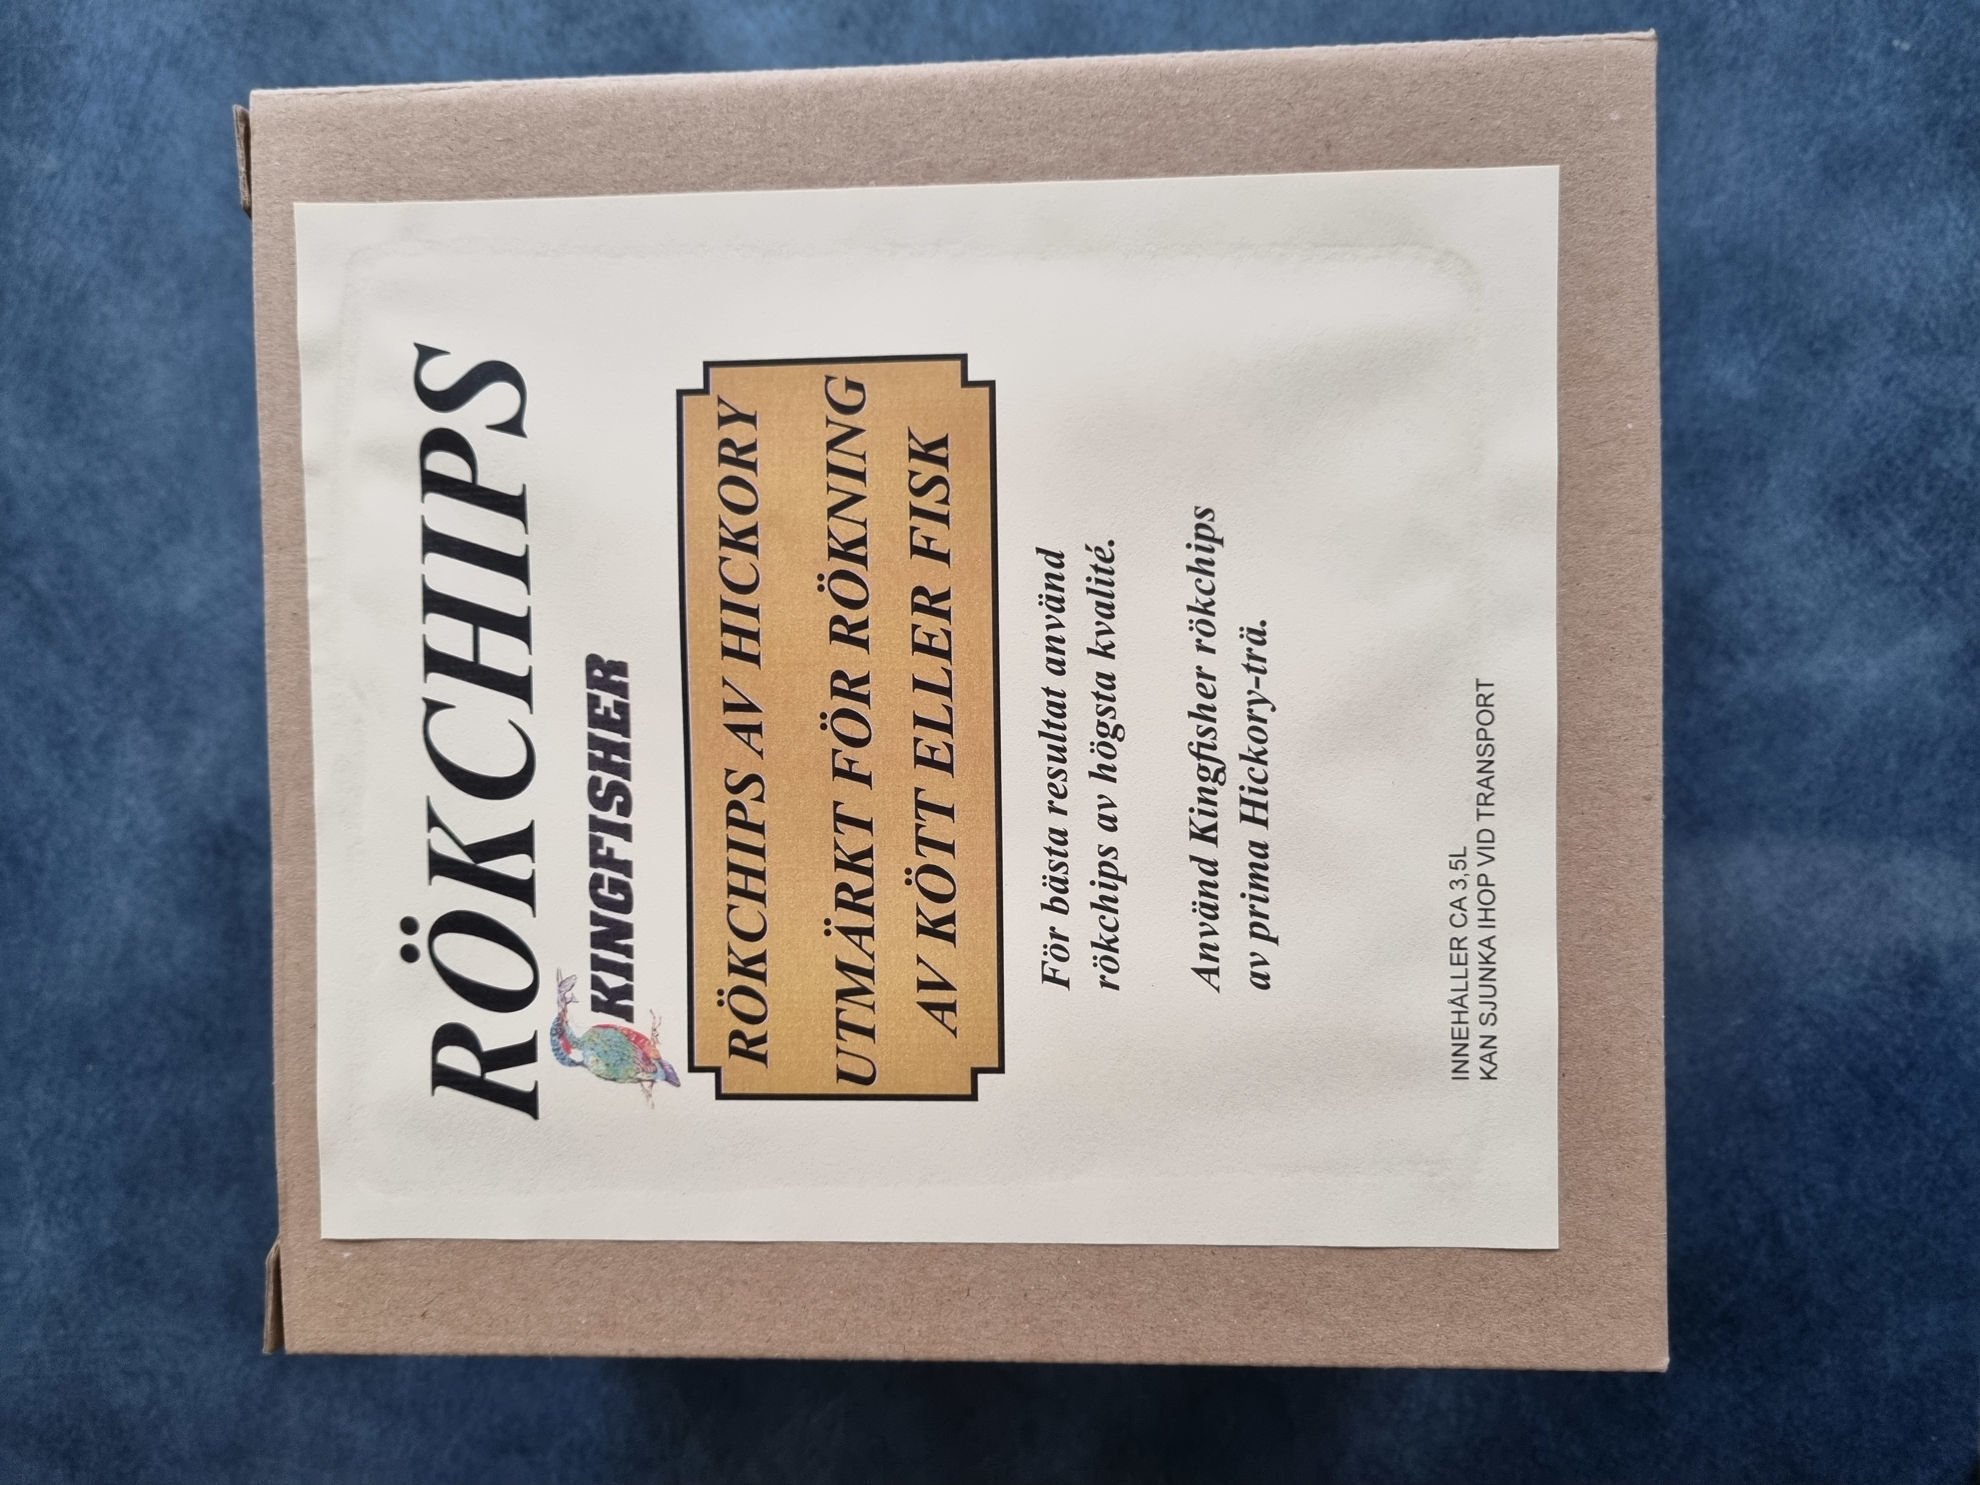 RÖKCHIPS
KINGFISHER
RÖKCHIPS AV HICKORY
UTMÄRKT FÖR RÖKNING
AV KÖTT ELLER FISK
För bästa resultat använd
rökchips av högsta kvalité.
Använd Kingfisher rökchips
av prima Hickory-trä.
INNEHÅLLER CA 3,5L
KAN SJUNKA IHOP VID TRANSPORT